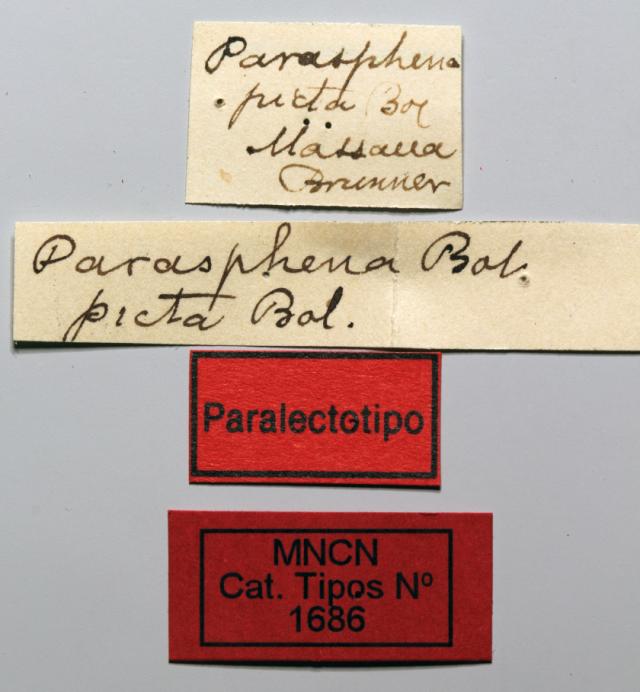 Parasphena
picta Bol
Massaua
Brunner
Parasphena Bol.
picta Bol.
Paralectotipo
MNCN
Cat. Tipos Nº
1686